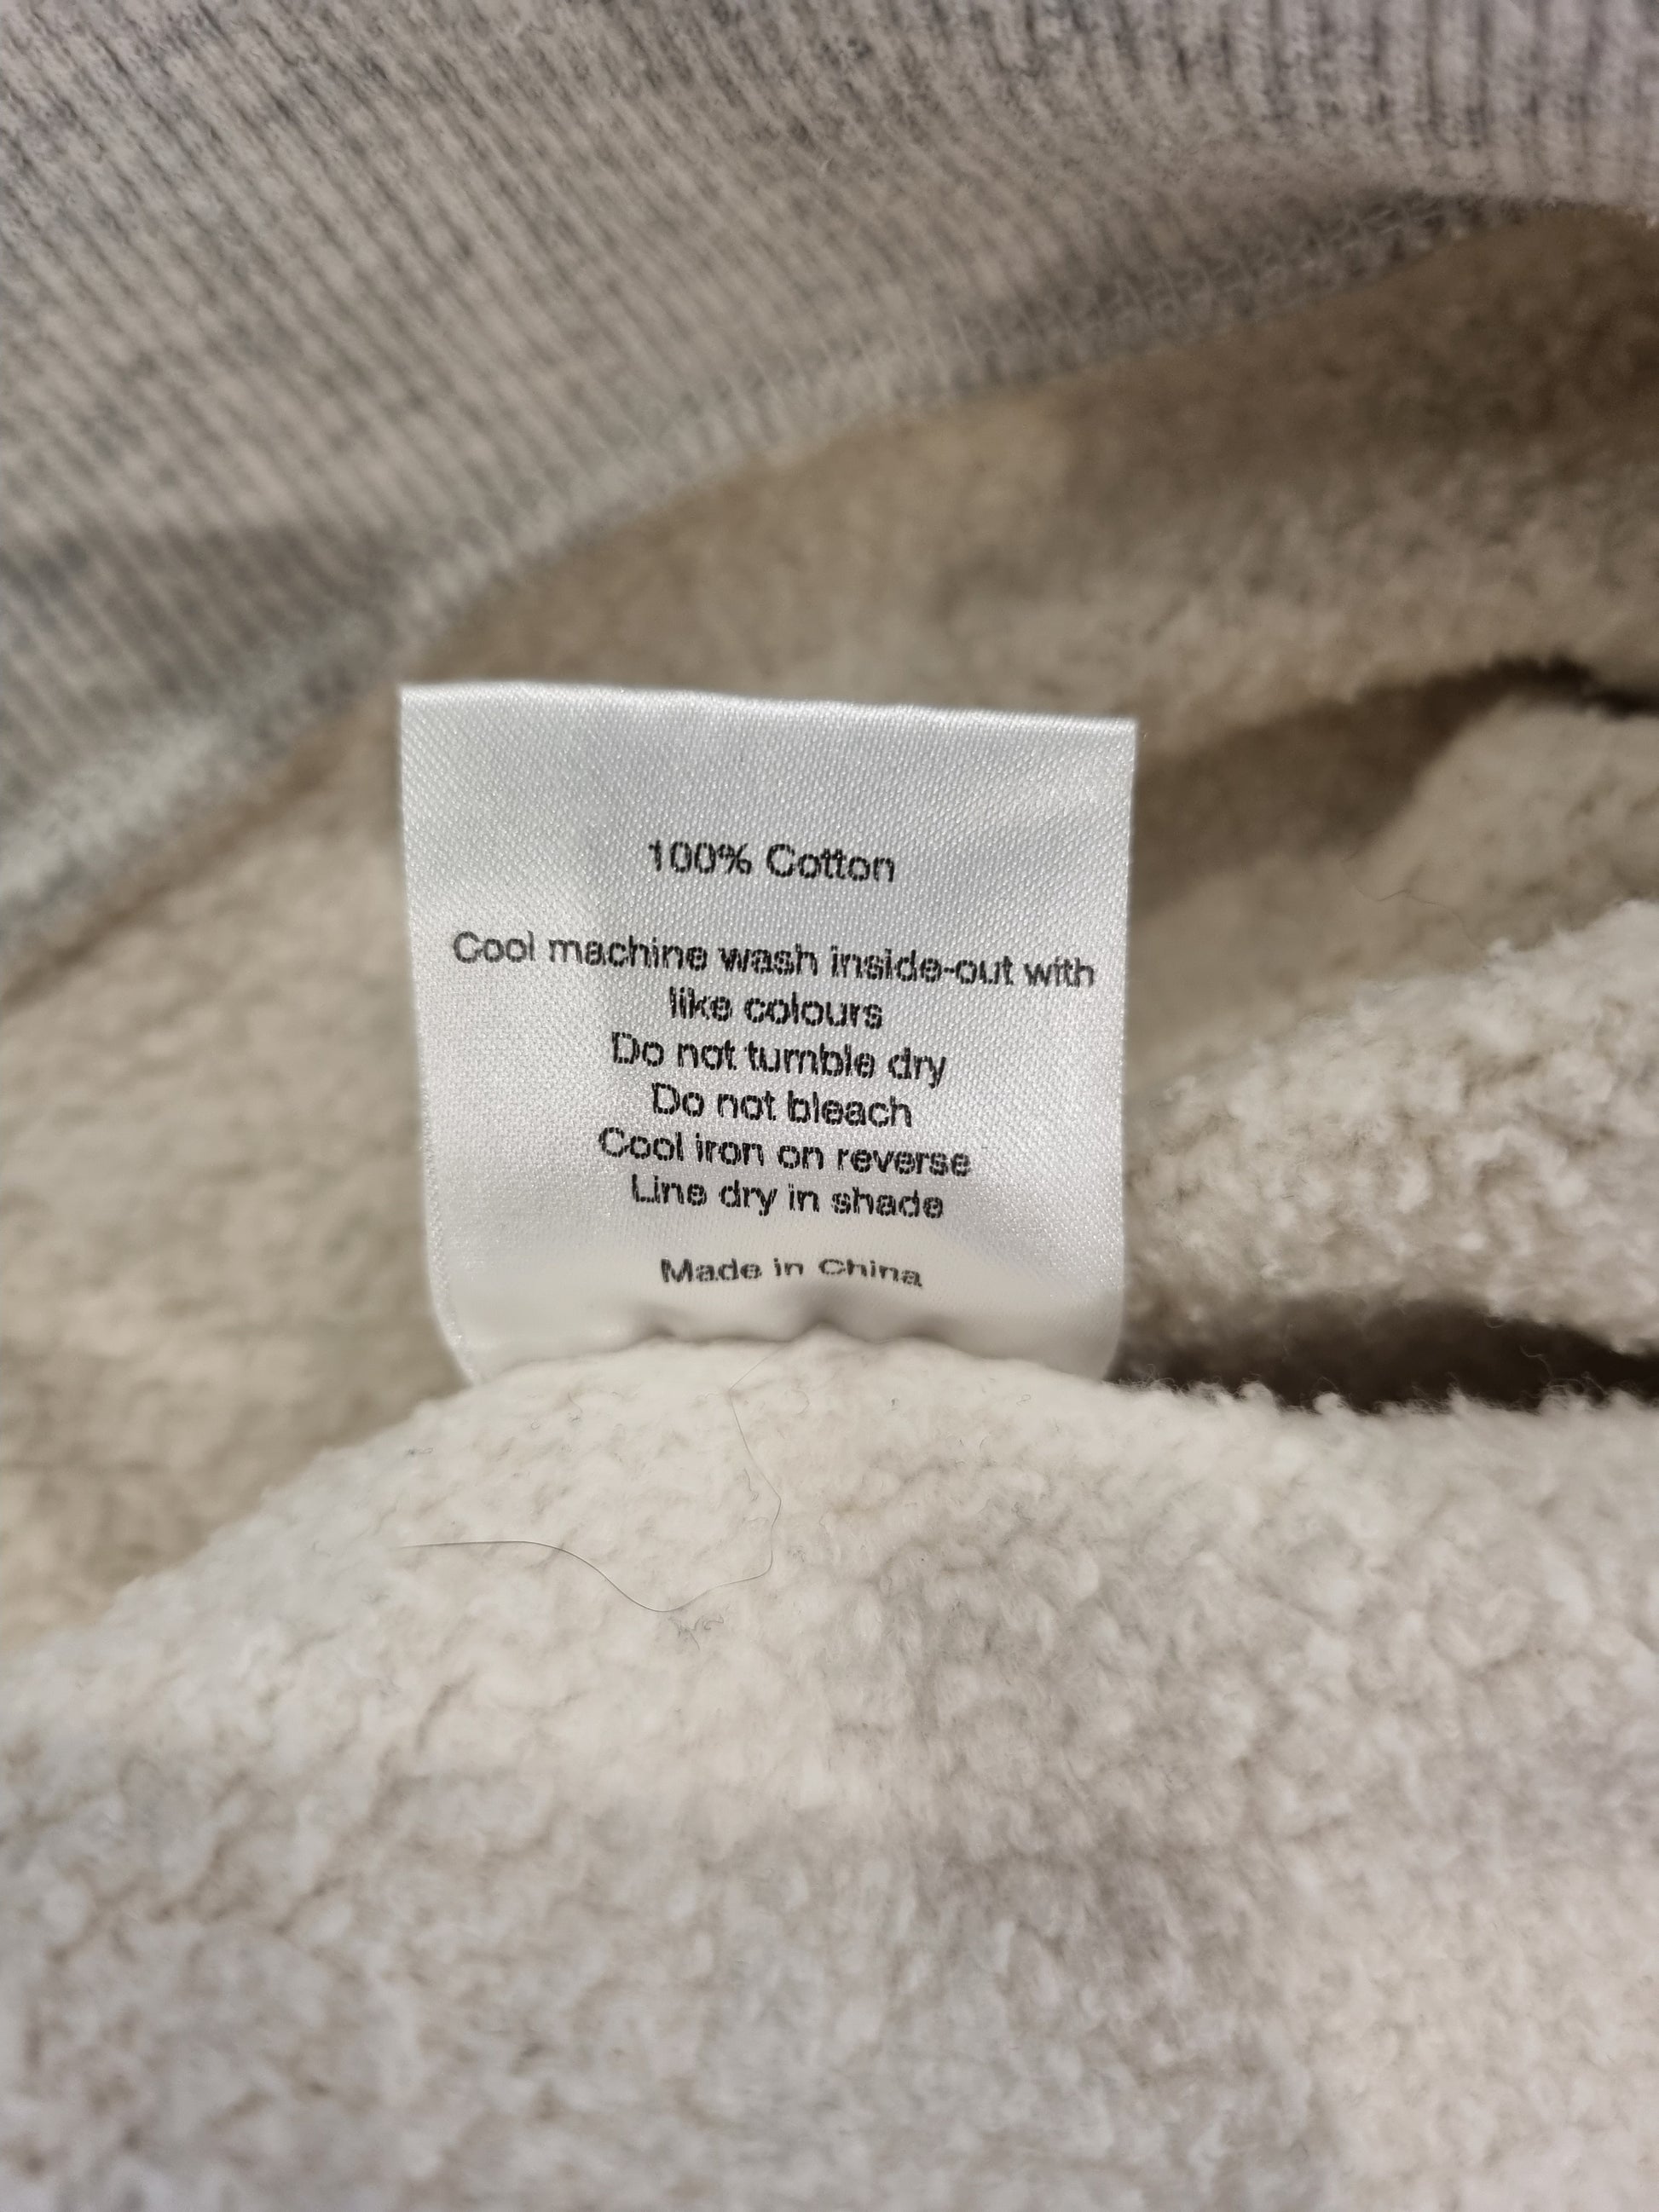 100% Cotton
Cool machine wash inside-out with
like colours
Do not tumble dry
Do not bleach
Cool iron on reverse
Line dry in shade
Made in China